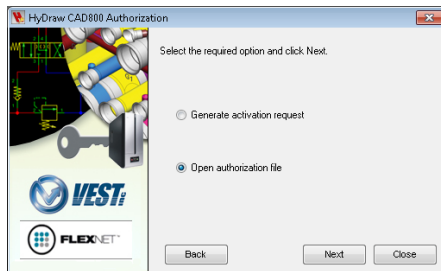 HyDraw CAD800 Authorization
Select the required option and click Next.
Generate activation request
Open authorization file
VEST
FLEXNET
Back
Next
Close